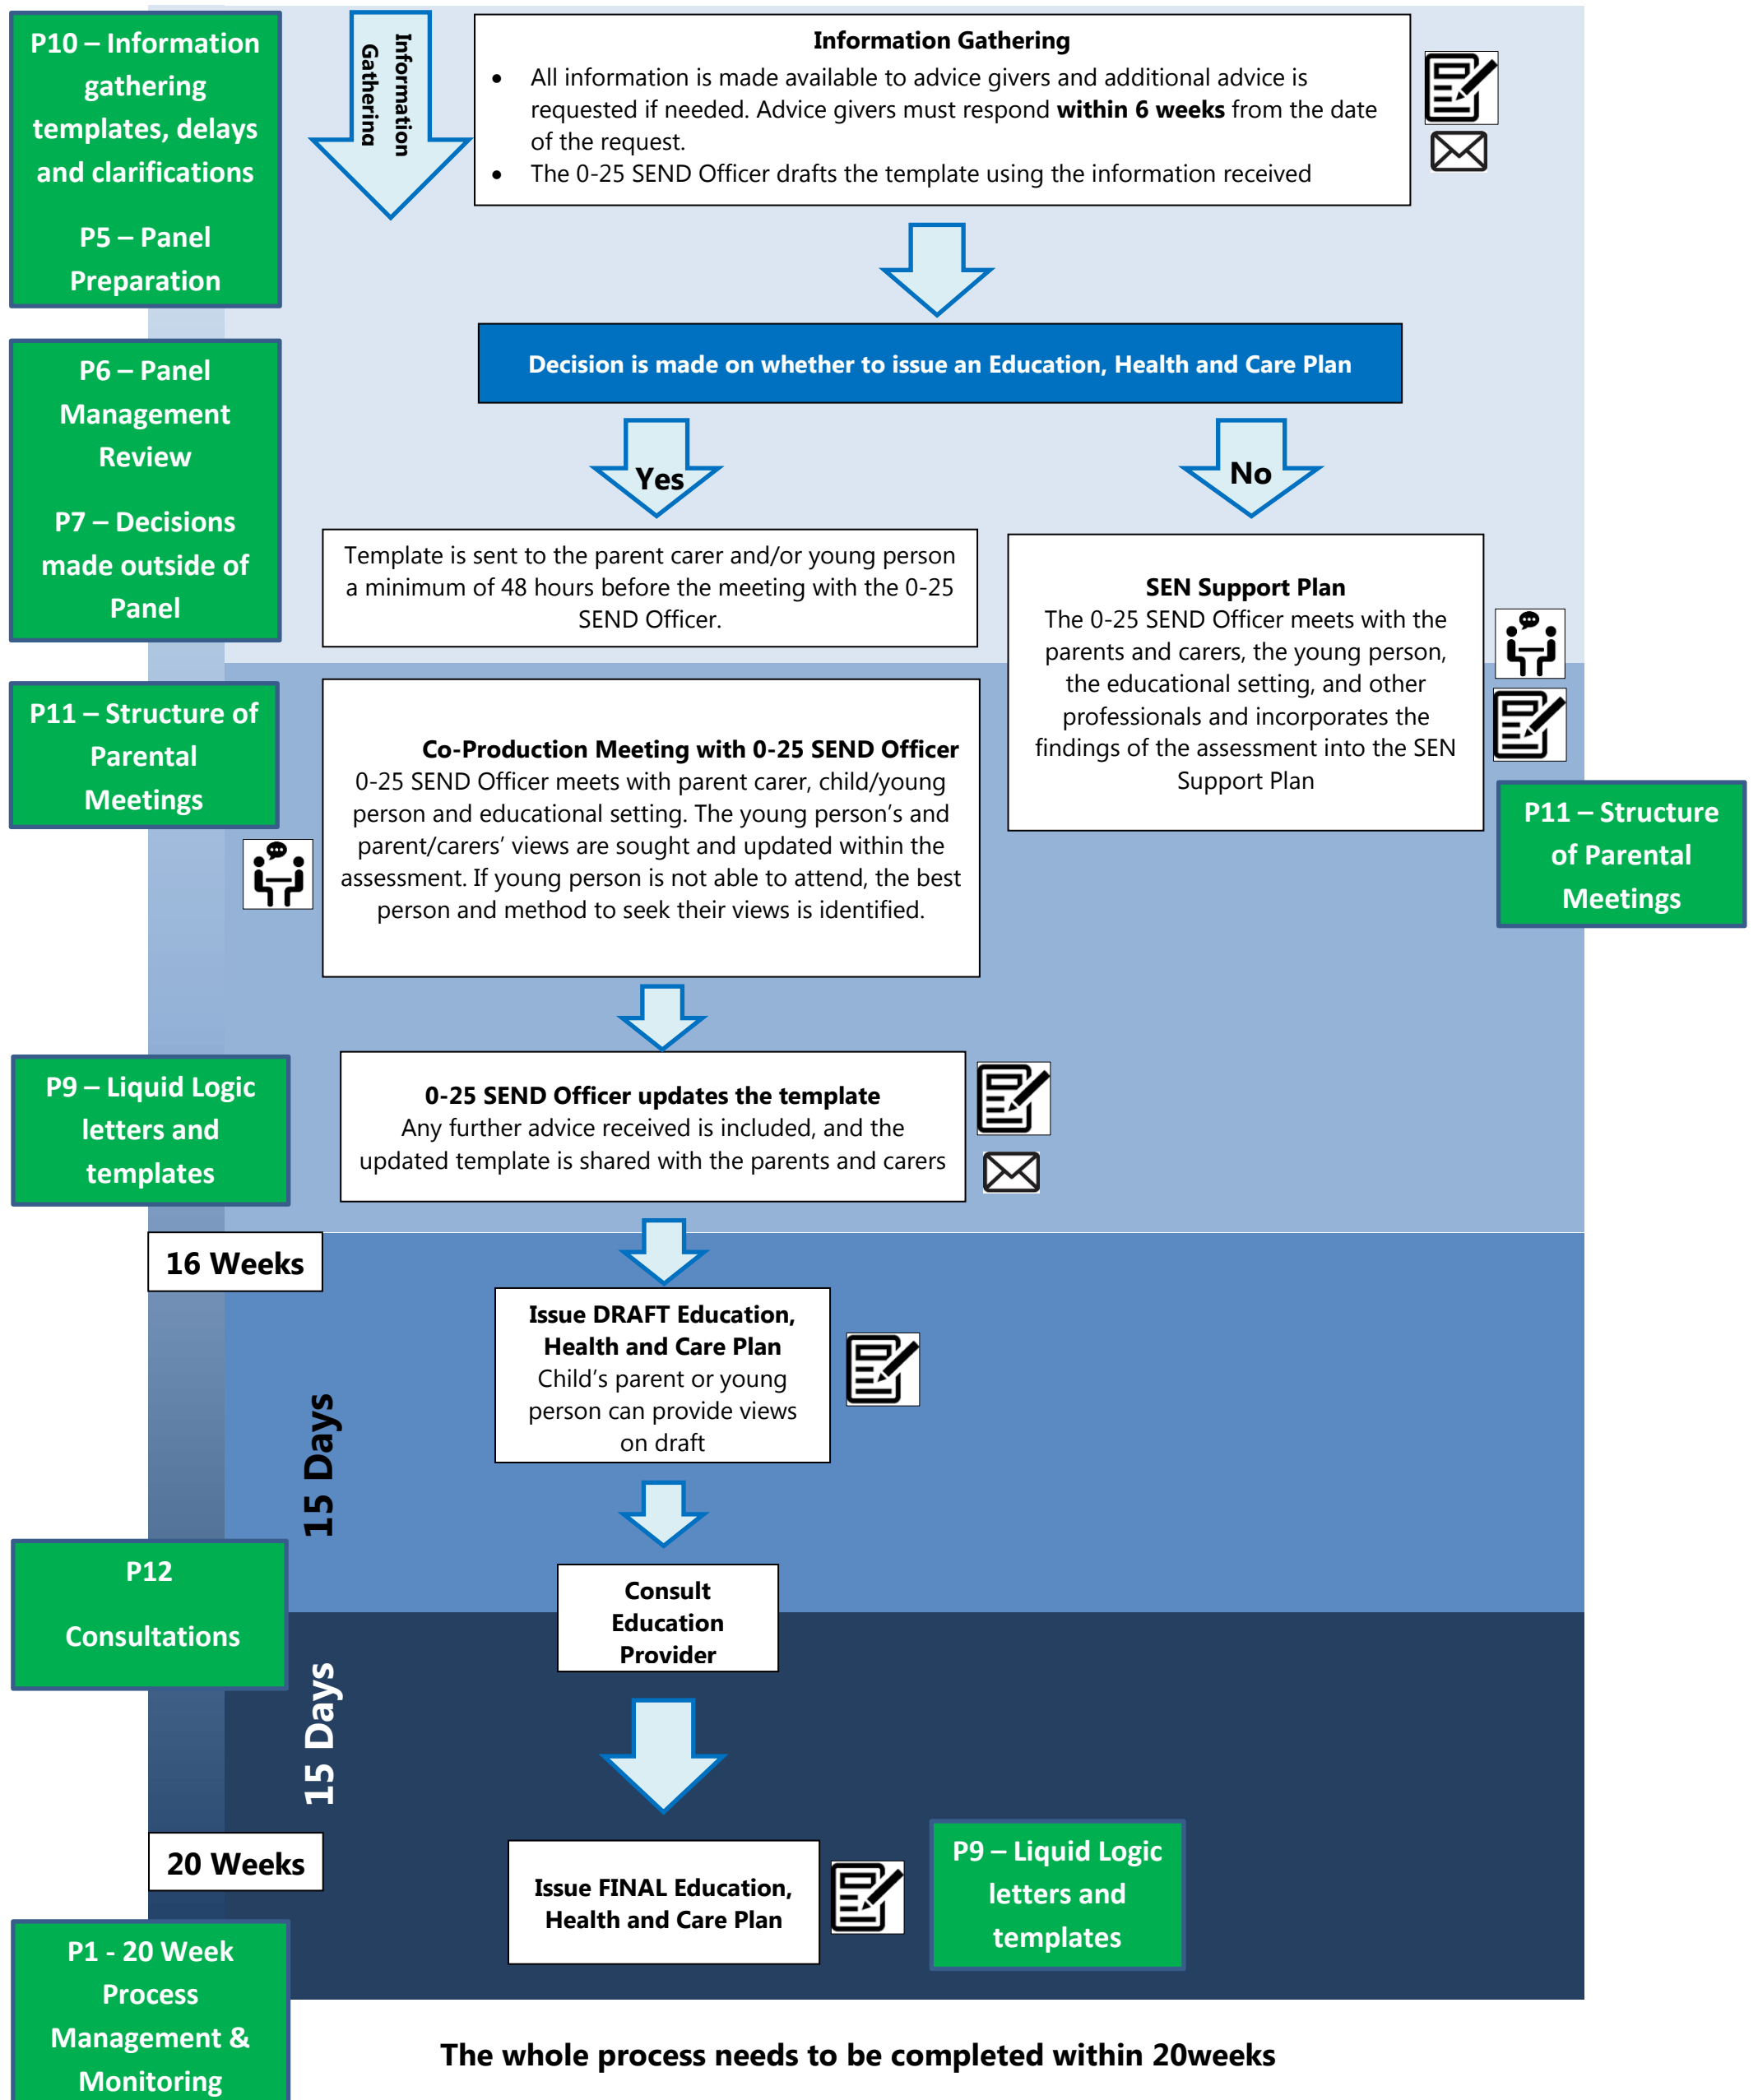 P10 – Information
gathering
templates, delays
and clarifications
P5 – Panel
Preparation
Information
Gathering
Information Gathering
• All information is made available to advice givers and additional advice is
requested if needed. Advice givers must respond within 6 weeks from the date
of the request.
• The 0-25 SEND Officer drafts the template using the information received
Decision is made on whether to issue an Education, Health and Care Plan
P6 – Panel
Management
Review
P7 – Decisions
made outside of
Panel
Yes
No
Template is sent to the parent carer and/or young person
a minimum of 48 hours before the meeting with the 0-25
SEND Officer.
SEN Support Plan
The 0-25 SEND Officer meets with the
parents and carers, the young person,
the educational setting, and other
professionals and incorporates the
findings of the assessment into the SEN
Support Plan
P11 – Structure of
Parental
Meetings
Co-Production Meeting with 0-25 SEND Officer
0-25 SEND Officer meets with parent carer, child/young
person and educational setting. The young person’s and
parent/carers’ views are sought and updated within the
assessment. If young person is not able to attend, the best
person and method to seek their views is identified.
P11 – Structure
of Parental
Meetings
P9 – Liquid Logic
letters and
templates
0-25 SEND Officer updates the template
Any further advice received is included, and the
updated template is shared with the parents and carers
16 Weeks
Issue DRAFT Education,
Health and Care Plan
Child’s parent or young
person can provide views
on draft
15 Days
P12
Consultations
Consult
Education
Provider
15 Days
20 Weeks
Issue FINAL Education,
Health and Care Plan
P9 – Liquid Logic
letters and
templates
P1 - 20 Week
Process
Management &
Monitoring
The whole process needs to be completed within 20weeks